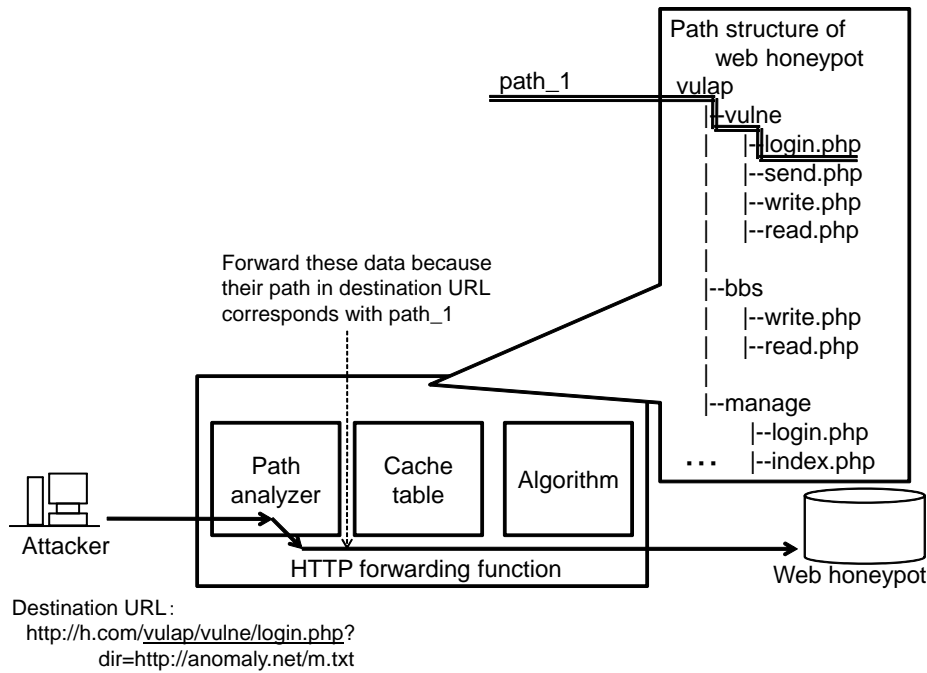 Path structure of
web honeypot
path_1
vulap
|--vulne
| |--login.php
| |--send.php
| |--write.php
| |--read.php
|
|--bbs
| |--write.php
| |--read.php
|
|--manage
|--login.php
... |--index.php
Forward these data because
their path in destination URL
corresponds with path_1
Path
analyzer
Cache
table
Algorithm
Attacker
HTTP forwarding function
Web honeypot
Destination URL:
http://h.com/vulap/vulne/login.php?
dir=http://anomaly.net/m.txt